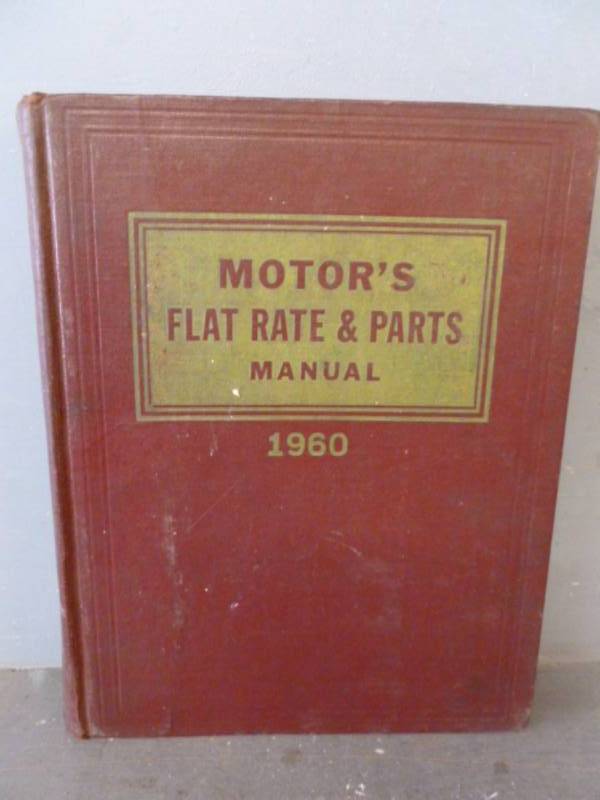 MOTOR'S
FLAT RATE & PARTS
MANUAL
1960